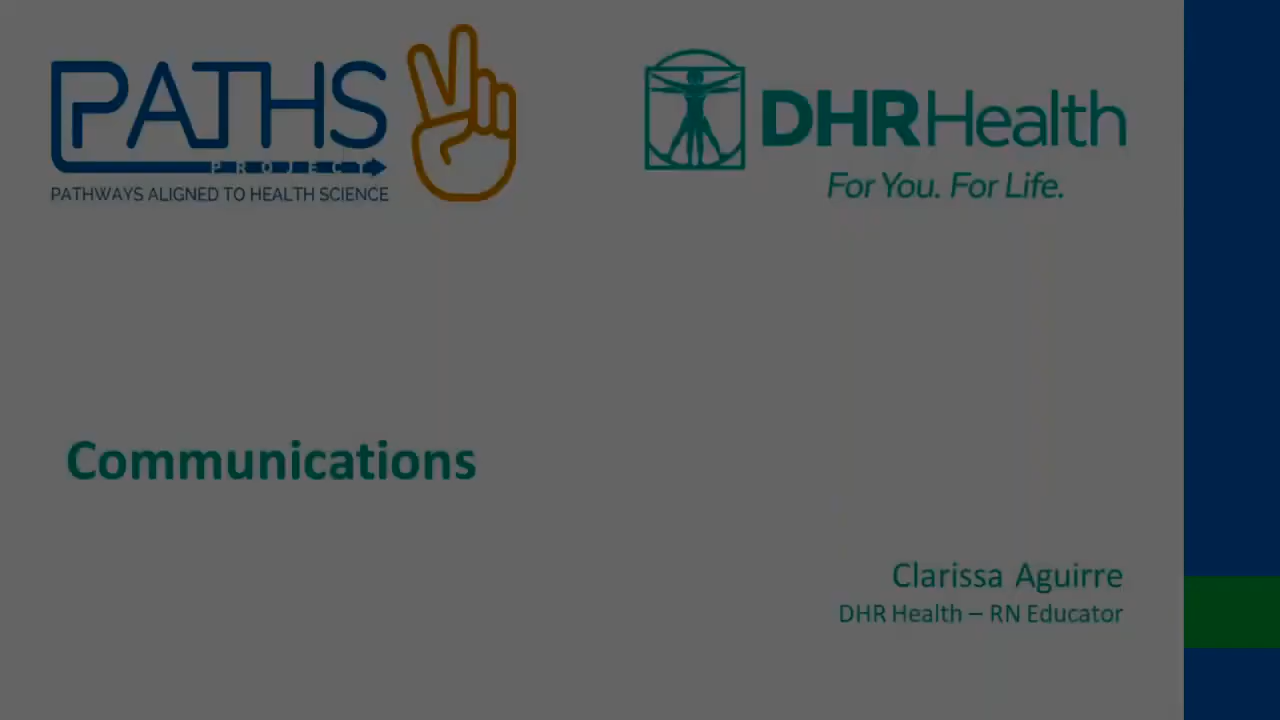 PATHS
PROJECT
PATHWAYS ALIGNED TO HEALTH SCIENCE
DHRHealth
For You. For Life.
Communications
Clarissa Aguirre
DHR Health – RN Educator